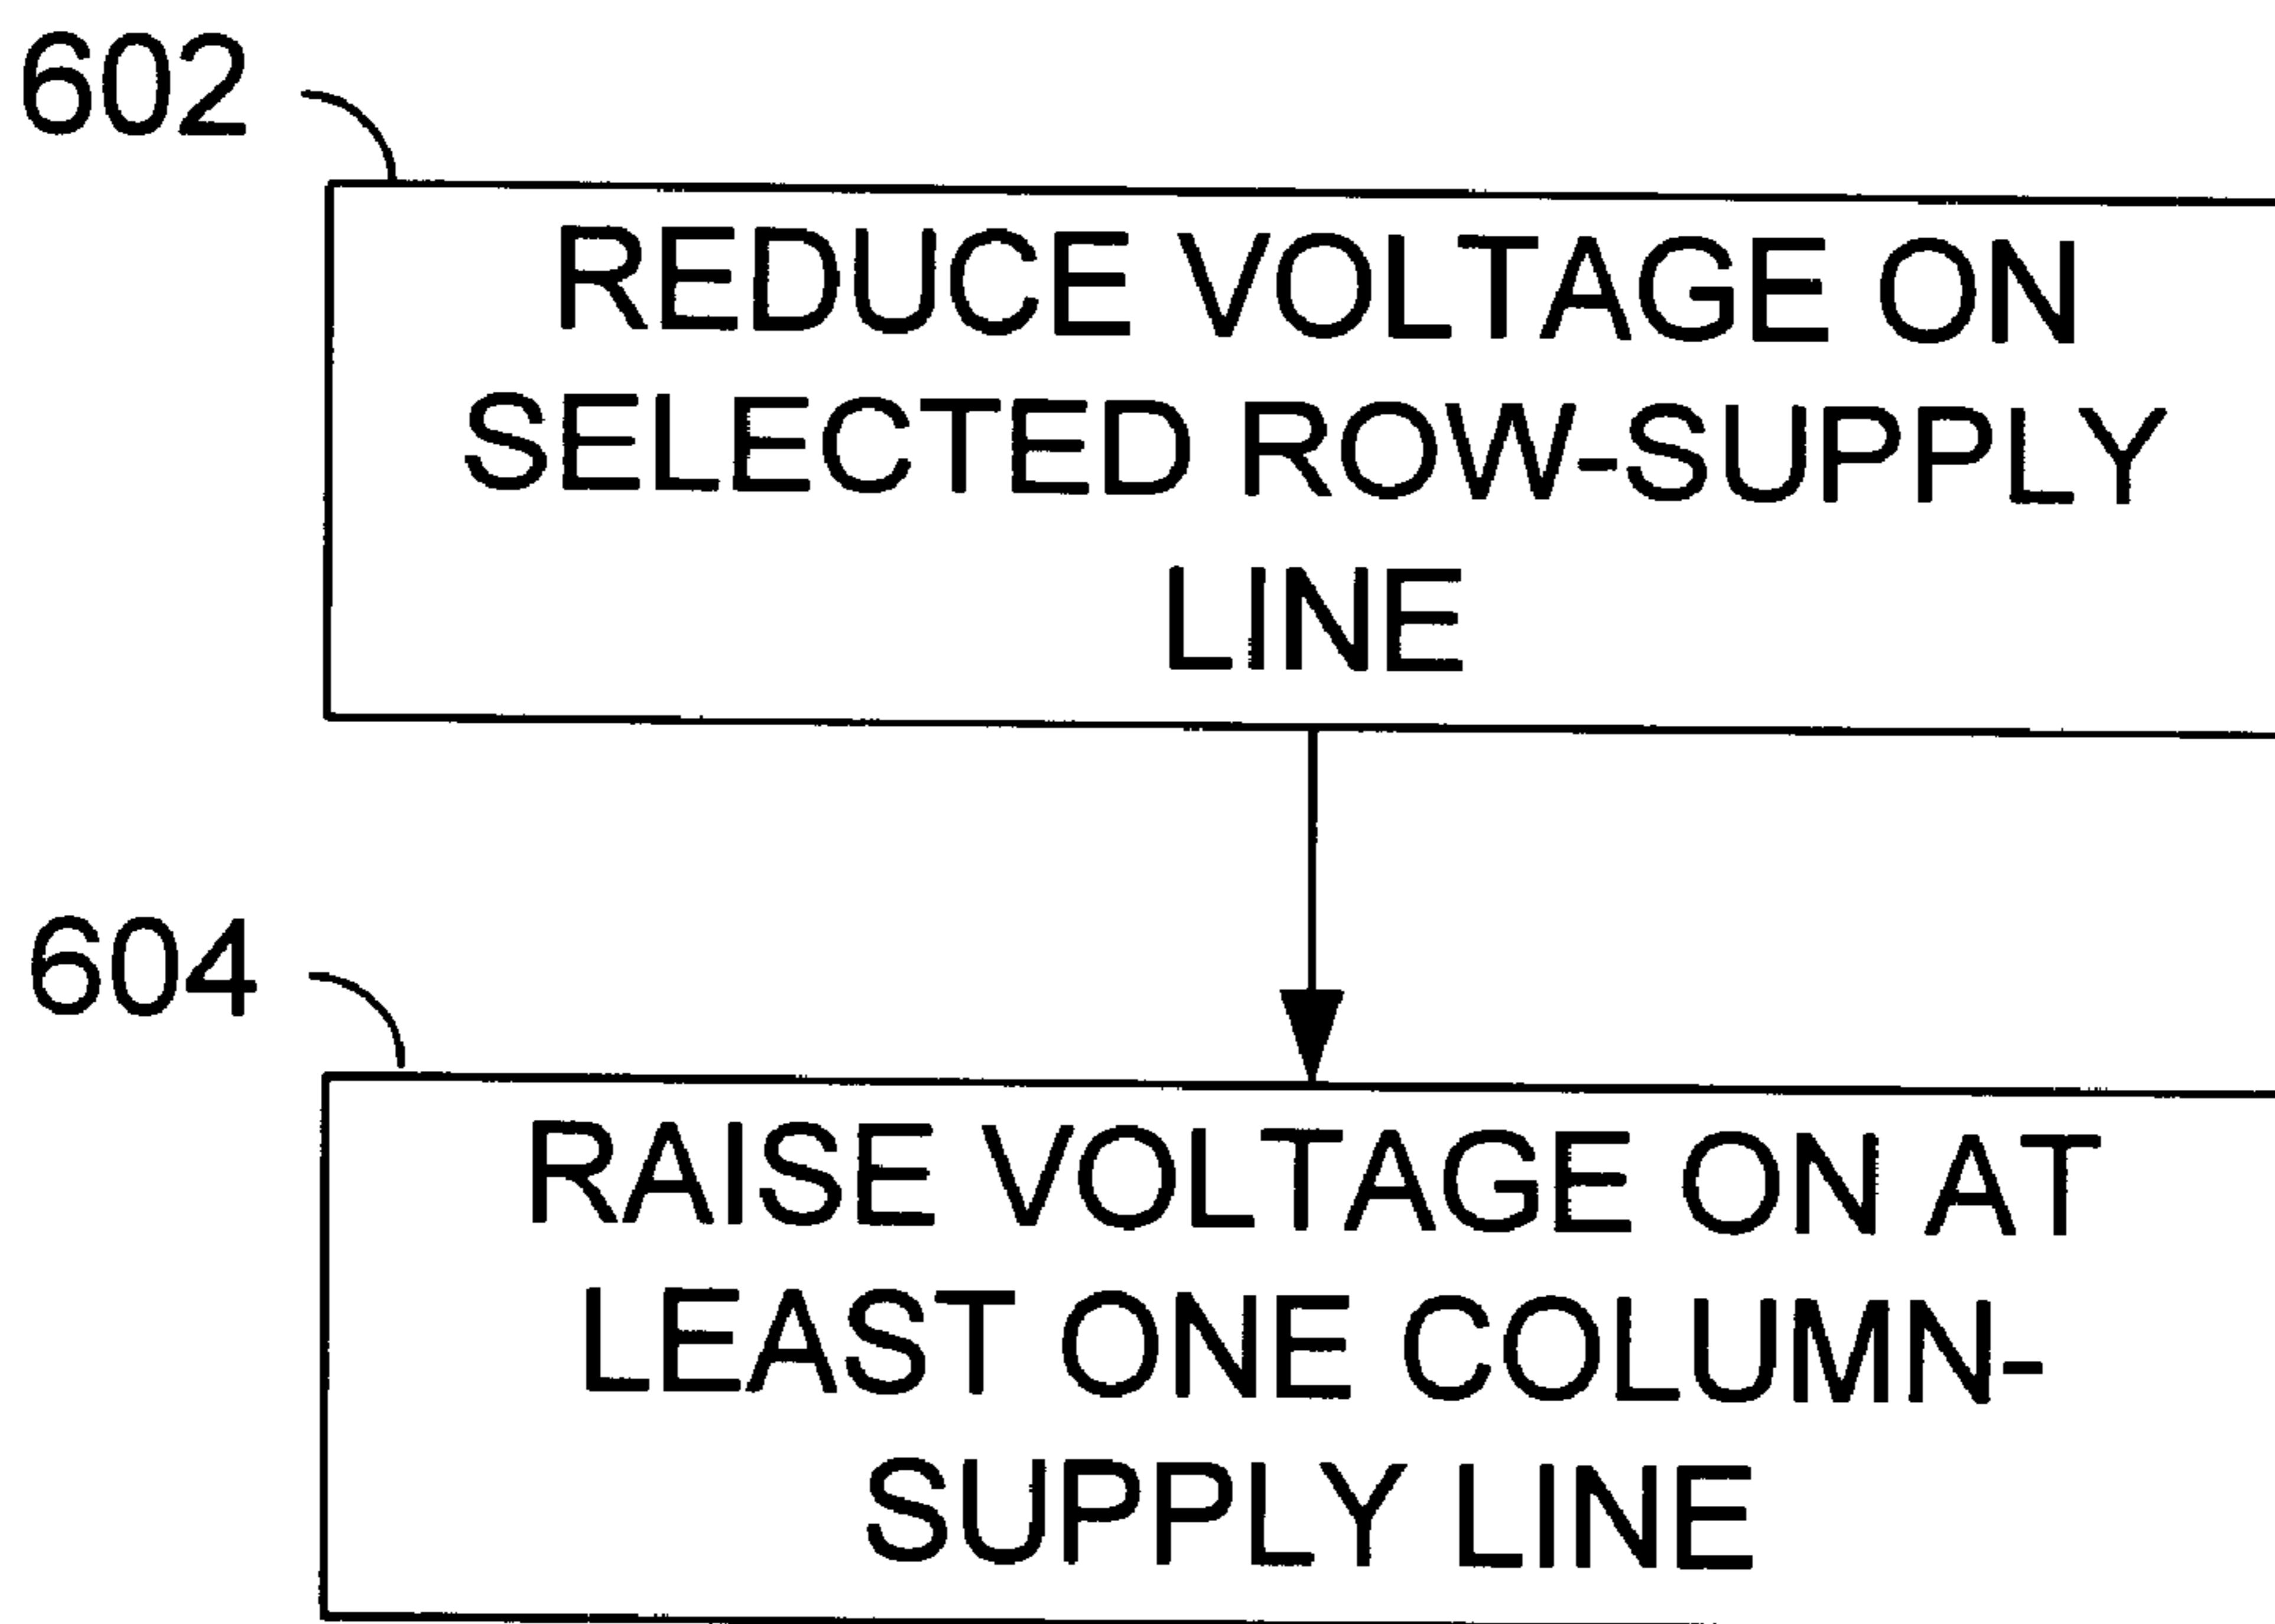 602
REDUCE VOLTAGE ON
SELECTED ROW-SUPPLY
LINE
604
RAISE VOLTAGE ON AT
LEAST ONE COLUMN-
SUPPLY LINE